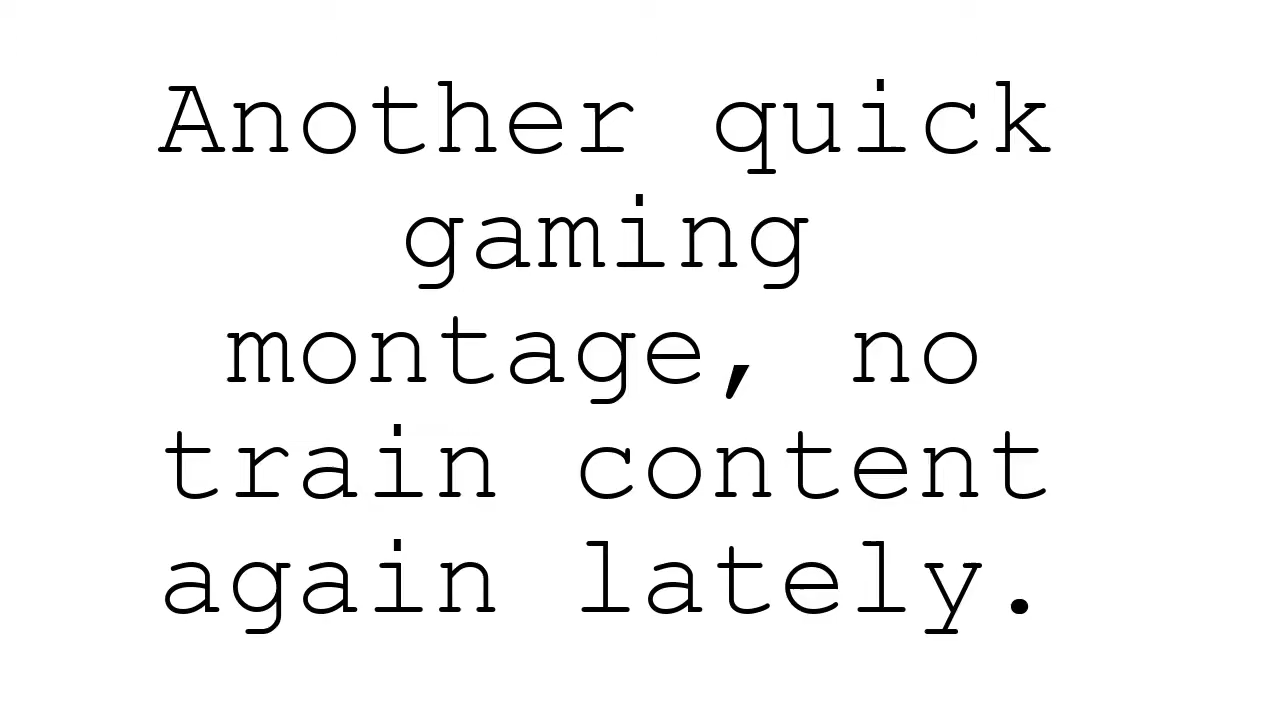 Another quick
gaming
montage, no
train content
again lately.